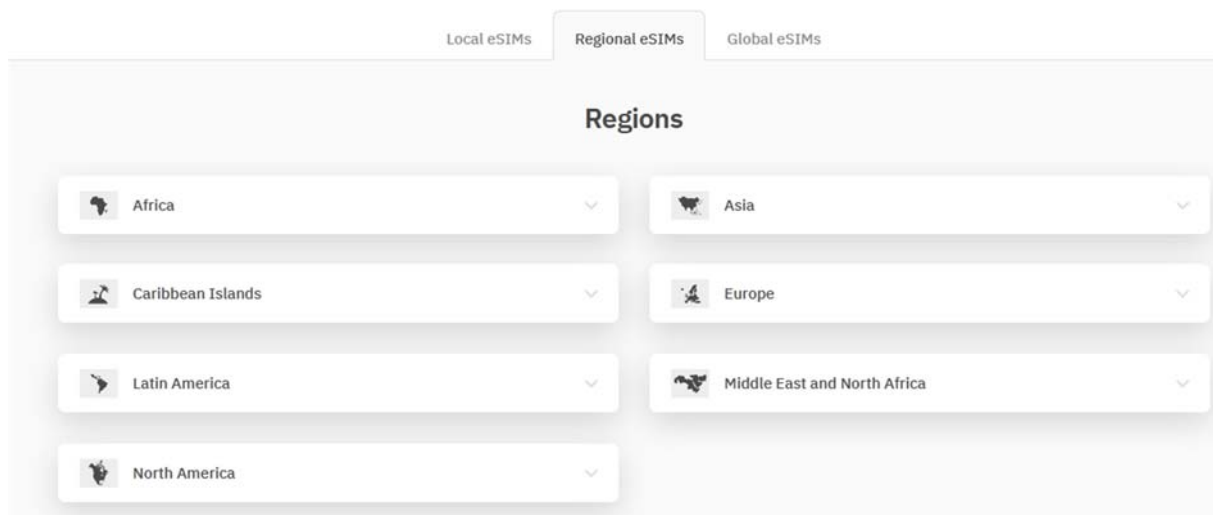 Local eSIMs Regional eSIMs Global eSIMs
Regions
Africa
Asia
Caribbean Islands
Europe
Latin America
Middle East and North Africa
North America